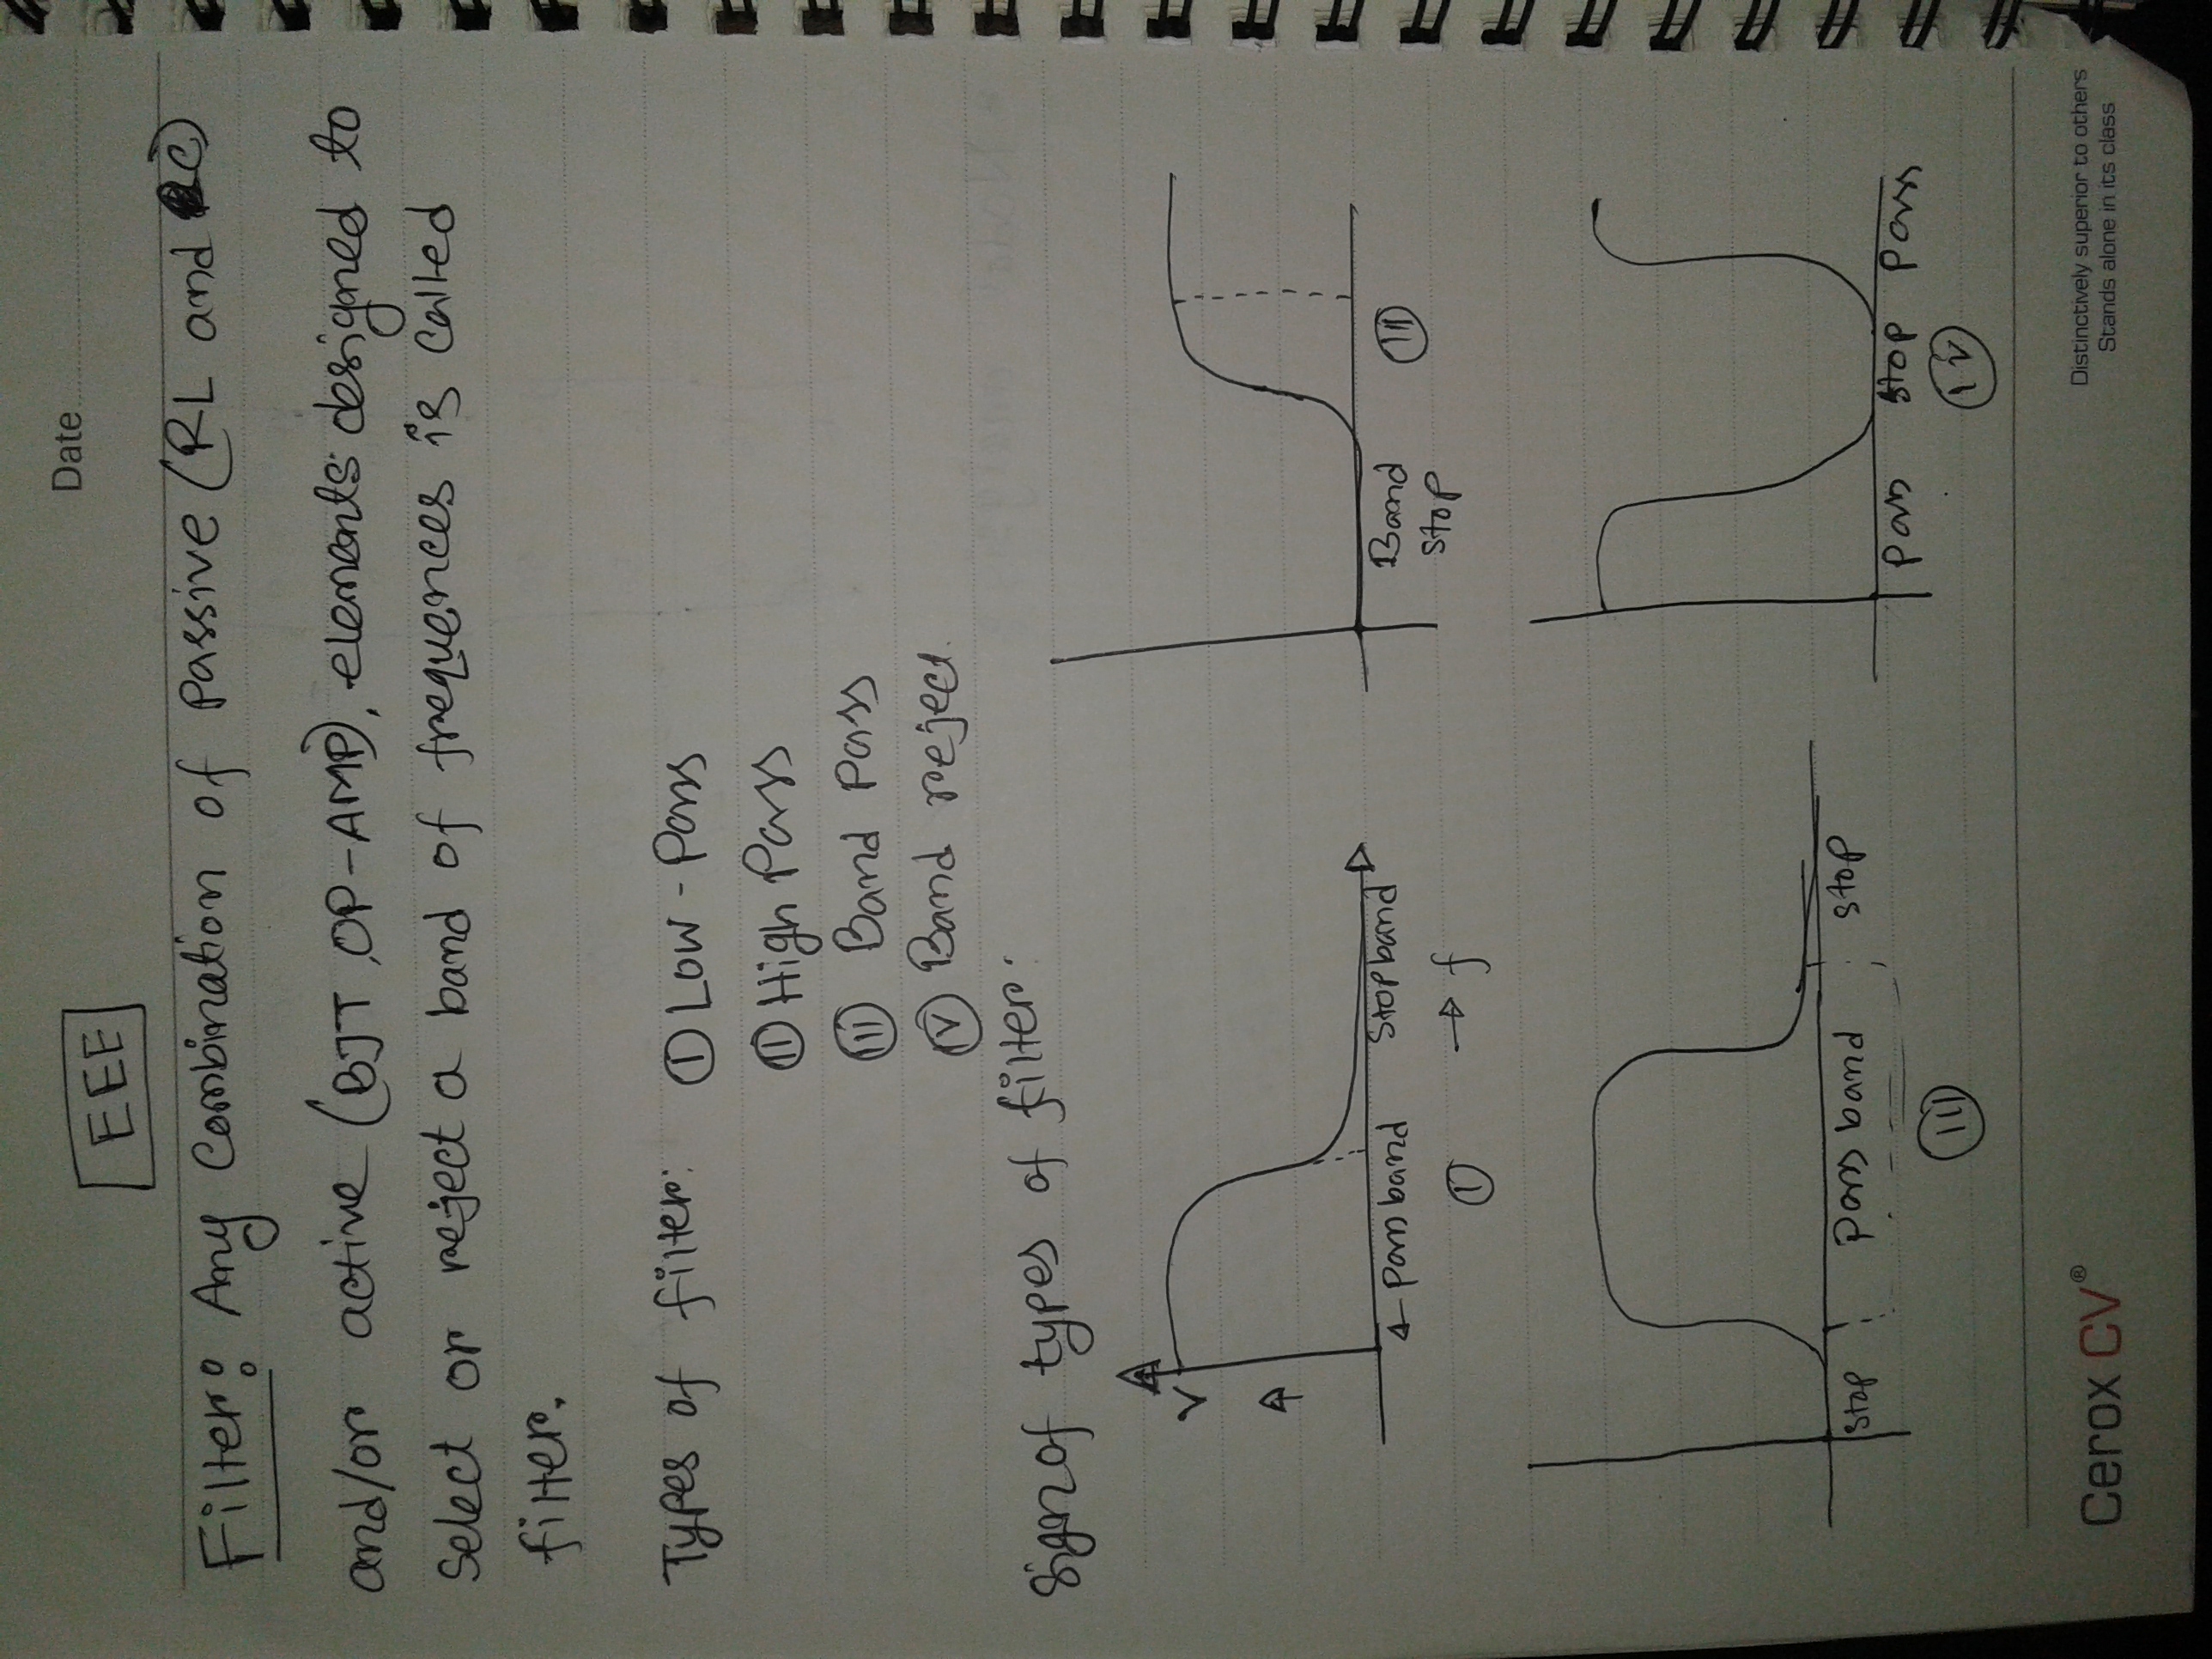 Date
EEE
Filter: Any Combination of Passive (RL and C)
and/or active (BJT, OP-AMP), elements designed to
Select or reject a band of frequences is called
filter.
Types of filter: (I) Low - Pass
(II) High Pass
(III) Band Pass
(IV) Band reject.
Sign of types of filter:
V
← Pass band Stop band
(I) → f
Band
stop
(II)
stop Pass band stop
(III)
Pass stop Pass
(IV)
Cerox CV®
Distinctively superior to others
Stands alone in its class